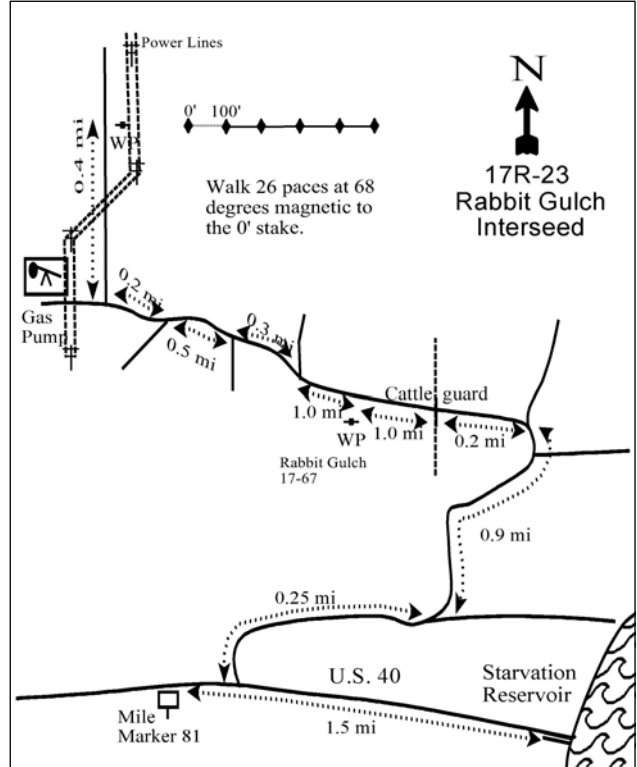 Power Lines
N
0' 100'
WP
0.4 mi
17R-23
Rabbit Gulch
Interseed
Walk 26 paces at 68
degrees magnetic to
the 0' stake.
0.2 mi
Gas
Pump
0.5 mi
0.3 mi
Cattle guard
1.0 mi
1.0 mi
0.2 mi
WP
Rabbit Gulch
17-67
0.9 mi
0.25 mi
U.S. 40
Starvation
Reservoir
Mile
Marker 81
1.5 mi